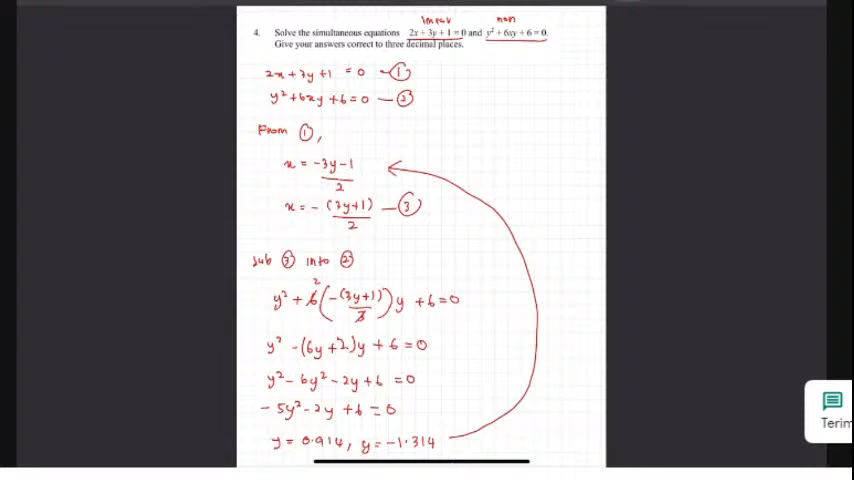 linear non
4. Solve the simultaneous equations 2x + 3y + 1 = 0 and y² + 6xy + 6 = 0.
Give your answers correct to three decimal places.
2x + 3y + 1 = 0 — ①
y² + 6xy + 6 = 0 — ②
From ①,
x = -3y - 1
2
x = - (3y+1) — ③
2
sub ③ into ②
2
y² + 6(-(3y+1))y + 6 = 0
3
y² - (6y + 2)y + 6 = 0
y² - 6y² - 2y + 6 = 0
- 5y² - 2y + 6 = 0
y = 0.914, y = -1.314
Terim